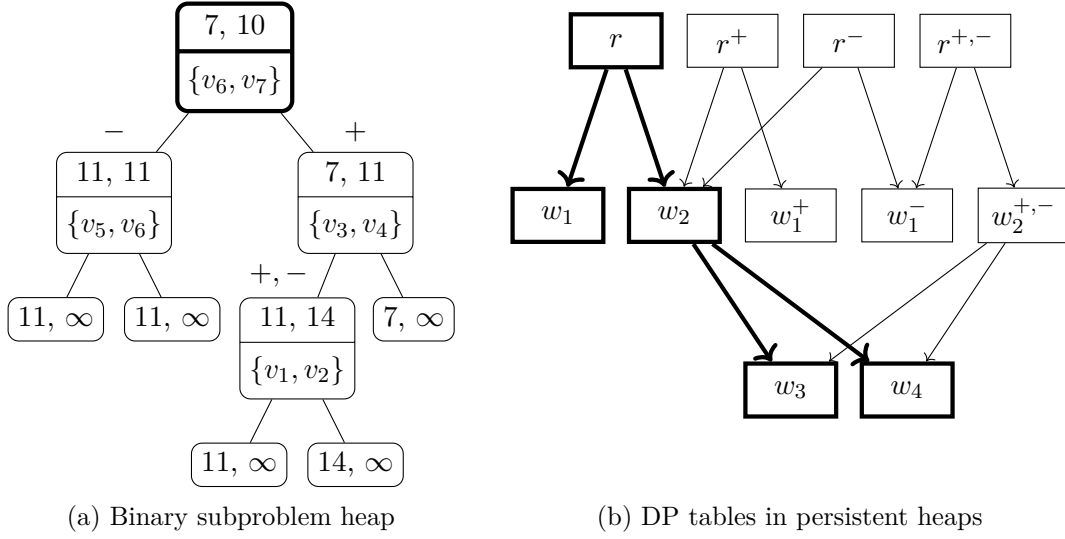 7, 10
{v₆, v₇}
− +
11, 11
{v₅, v₆}
7, 11
{v₃, v₄}
+, −
11, ∞ 11, ∞
11, 14
{v₁, v₂}
7, ∞
11, ∞ 14, ∞
(a) Binary subproblem heap
r r⁺ r⁻ r⁺,⁻
w₁ w₂ w₁⁺ w₁⁻ w₂⁺,⁻
w₃ w₄
(b) DP tables in persistent heaps